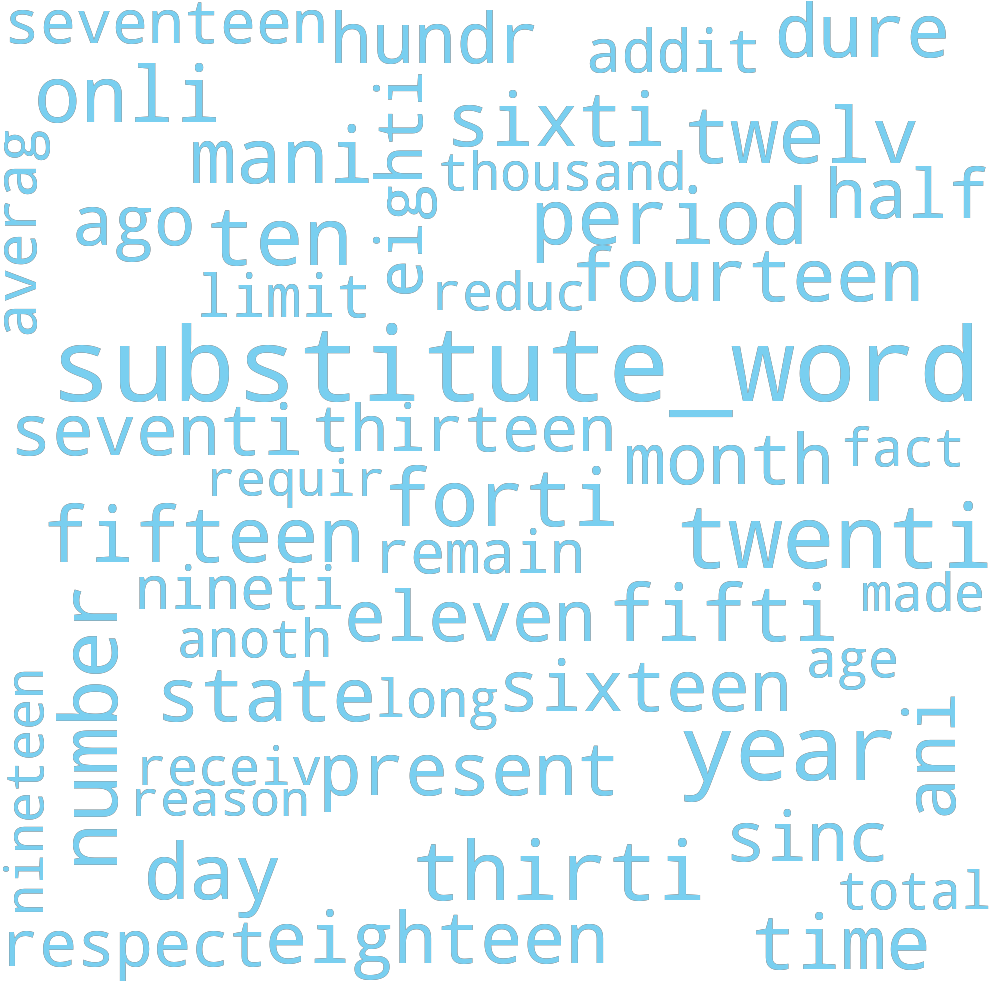 seventeen hundr addit dure
onli eighti sixti twelv
averag mani thousand half
ago ten period
limit reduc fourteen
substitute_word
seventi thirteen month fact
requir forti
fifteen remain twenti
nineti eleven fifti made
number anoth age
nineteen state long sixteen
receiv present year ani
reason
day thirti sinc
total
respect eighteen time